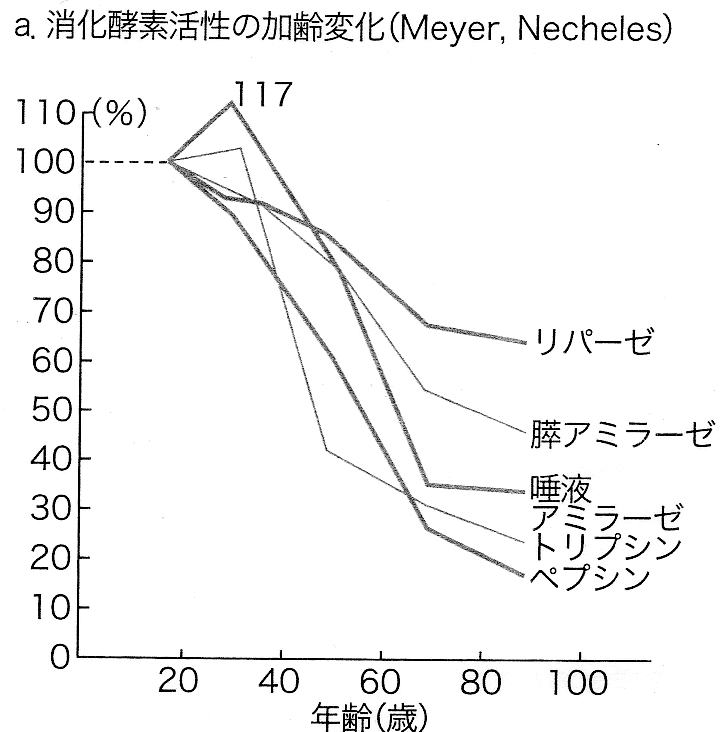 a. 消化酵素活性の加齢変化(Meyer, Necheles)
117
110 (%)
100
90
80
70
60
50
40
30
20
10
0
リパーゼ
膵アミラーゼ
唾液
アミラーゼ
トリプシン
ペプシン
20 40 60 80 100
年齢(歳)